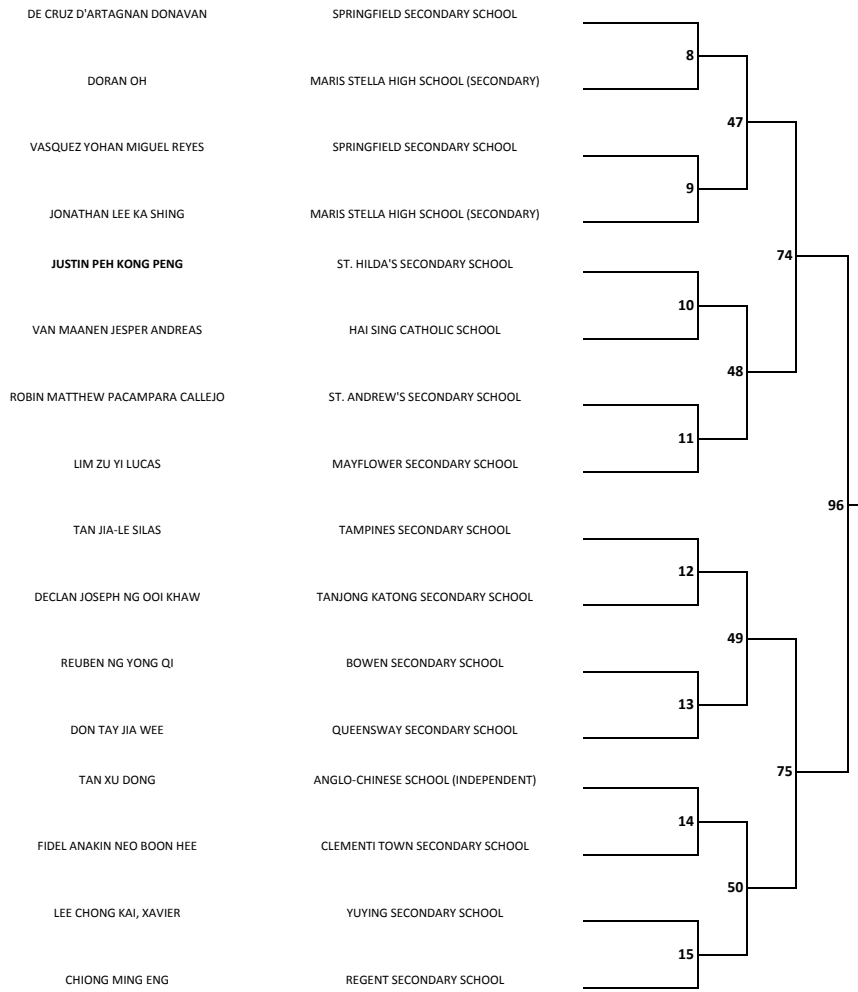 DE CRUZ D'ARTAGNAN DONAVAN SPRINGFIELD SECONDARY SCHOOL
8
DORAN OH MARIS STELLA HIGH SCHOOL (SECONDARY)
47
VASQUEZ YOHAN MIGUEL REYES SPRINGFIELD SECONDARY SCHOOL
9
JONATHAN LEE KA SHING MARIS STELLA HIGH SCHOOL (SECONDARY)
74
JUSTIN PEH KONG PENG ST. HILDA'S SECONDARY SCHOOL
10
VAN MAANEN JESPER ANDREAS HAI SING CATHOLIC SCHOOL
48
ROBIN MATTHEW PACAMPARA CALLEJO ST. ANDREW'S SECONDARY SCHOOL
11
LIM ZU YI LUCAS MAYFLOWER SECONDARY SCHOOL
96
TAN JIA-LE SILAS TAMPINES SECONDARY SCHOOL
12
DECLAN JOSEPH NG OOI KHAW TANJONG KATONG SECONDARY SCHOOL
49
REUBEN NG YONG QI BOWEN SECONDARY SCHOOL
13
DON TAY JIA WEE QUEENSWAY SECONDARY SCHOOL
75
TAN XU DONG ANGLO-CHINESE SCHOOL (INDEPENDENT)
14
FIDEL ANAKIN NEO BOON HEE CLEMENTI TOWN SECONDARY SCHOOL
50
LEE CHONG KAI, XAVIER YUYING SECONDARY SCHOOL
15
CHIONG MING ENG REGENT SECONDARY SCHOOL